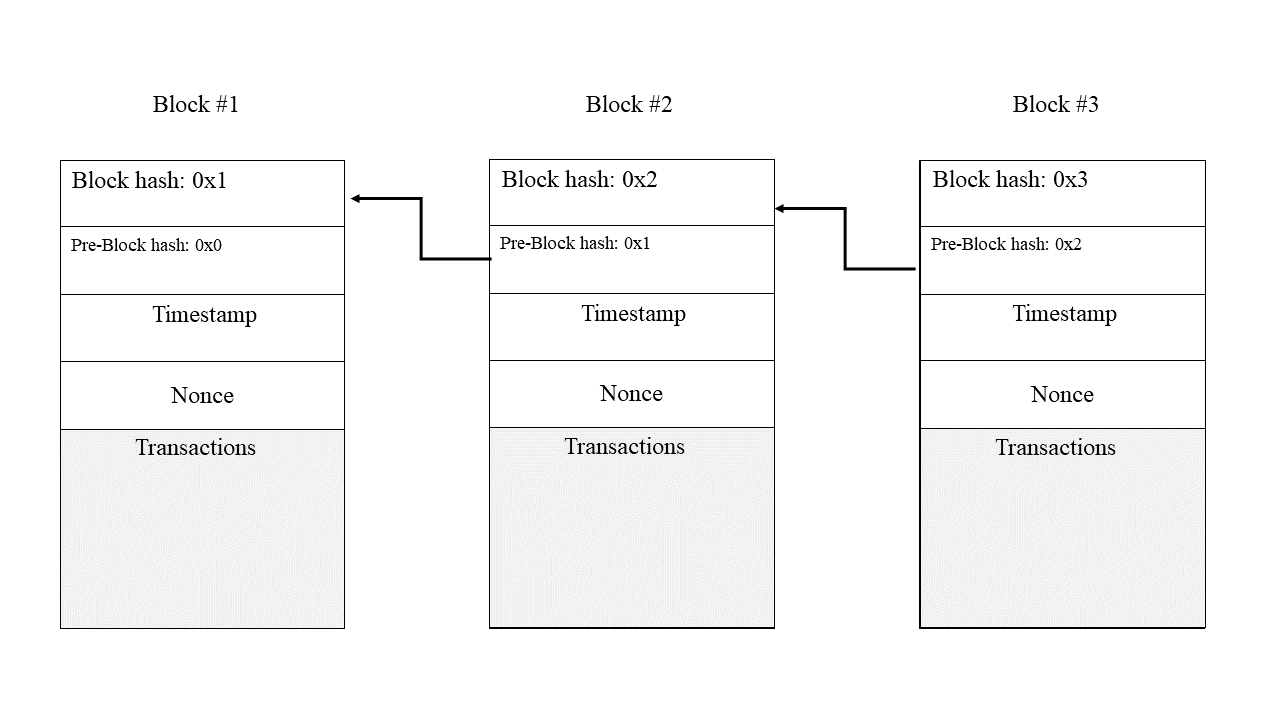 Block #1
Block hash: 0x1
Pre-Block hash: 0x0
Timestamp
Nonce
Transactions
Block #2
Block hash: 0x2
Pre-Block hash: 0x1
Timestamp
Nonce
Transactions
Block #3
Block hash: 0x3
Pre-Block hash: 0x2
Timestamp
Nonce
Transactions